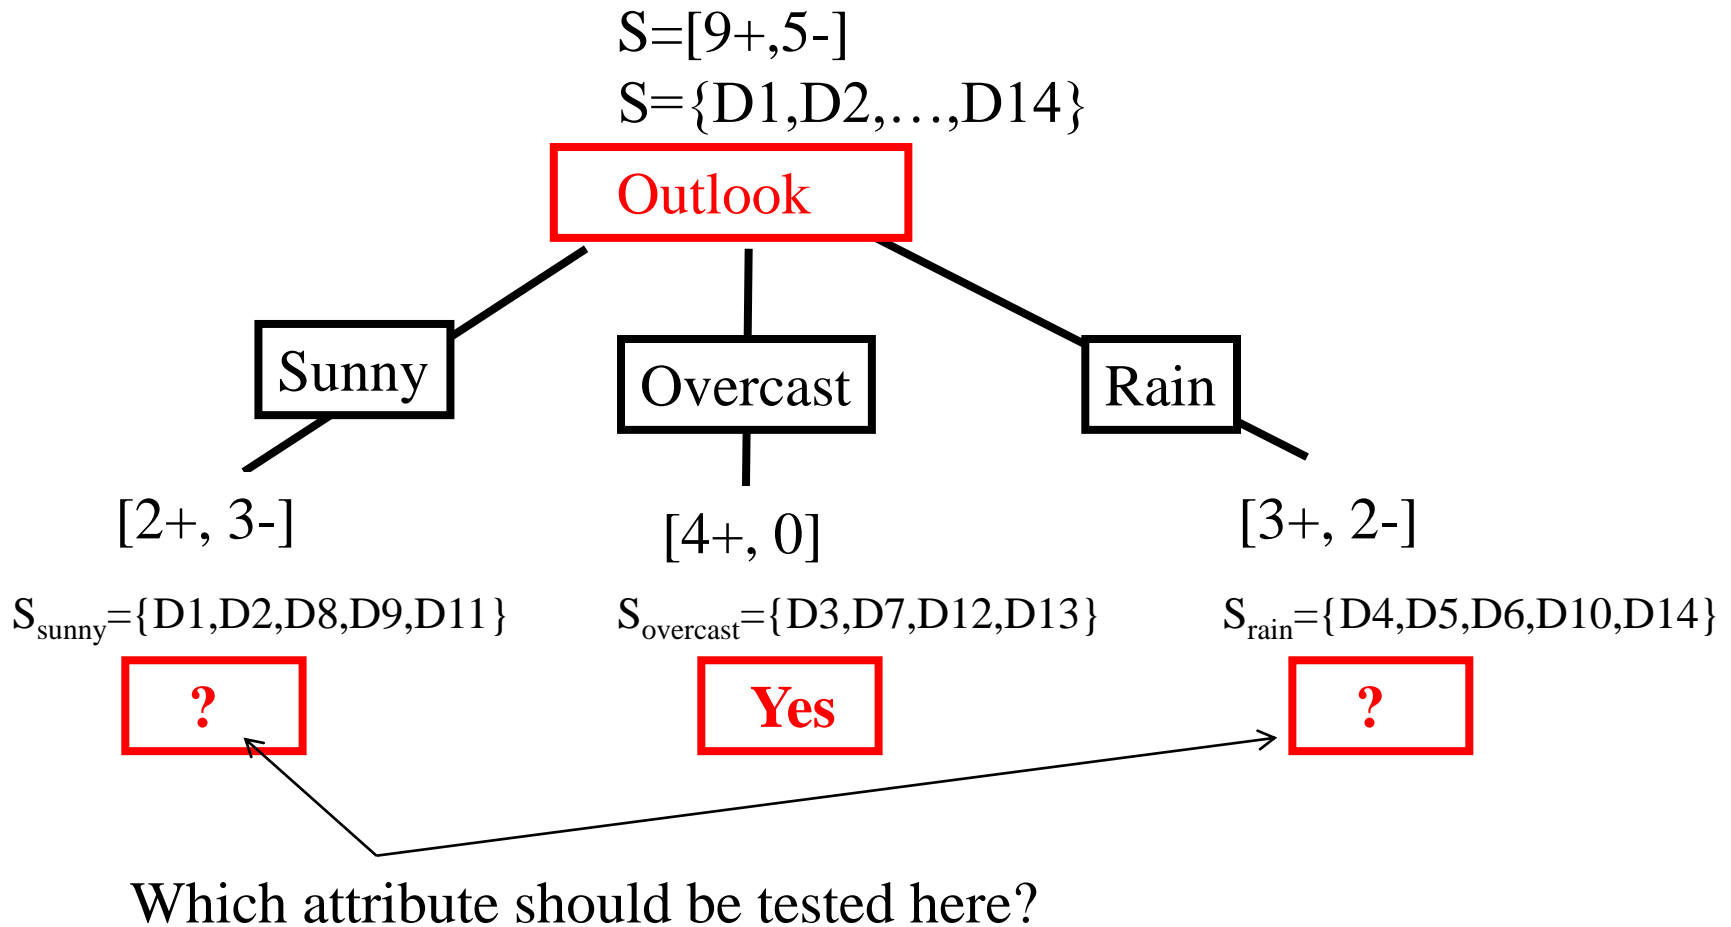 S=[9+,5-]
S={D1,D2,…,D14}
Outlook
Sunny
Overcast
Rain
[2+, 3-]
[4+, 0]
[3+, 2-]
Ssunny={D1,D2,D8,D9,D11}
Sovercast={D3,D7,D12,D13}
Srain={D4,D5,D6,D10,D14}
?
Yes
?
Which attribute should be tested here?